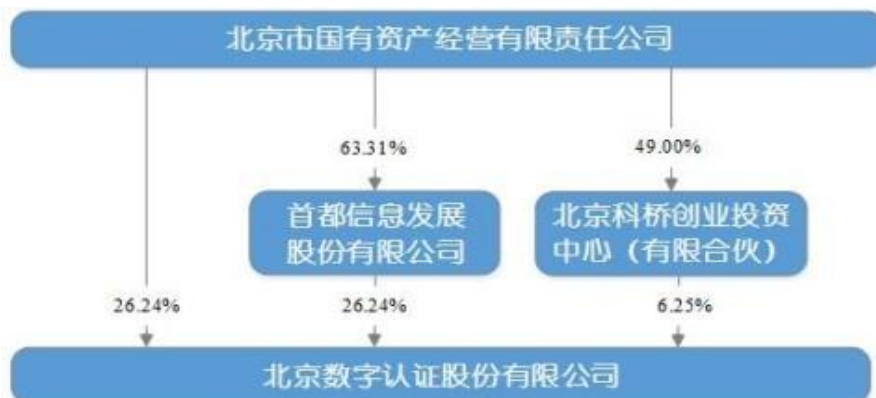 北京市国有资产经营有限责任公司
63.31%
49.00%
首都信息发展
股份有限公司
北京科桥创业投资
中心（有限合伙）
26.24%
26.24%
6.25%
北京数字认证股份有限公司